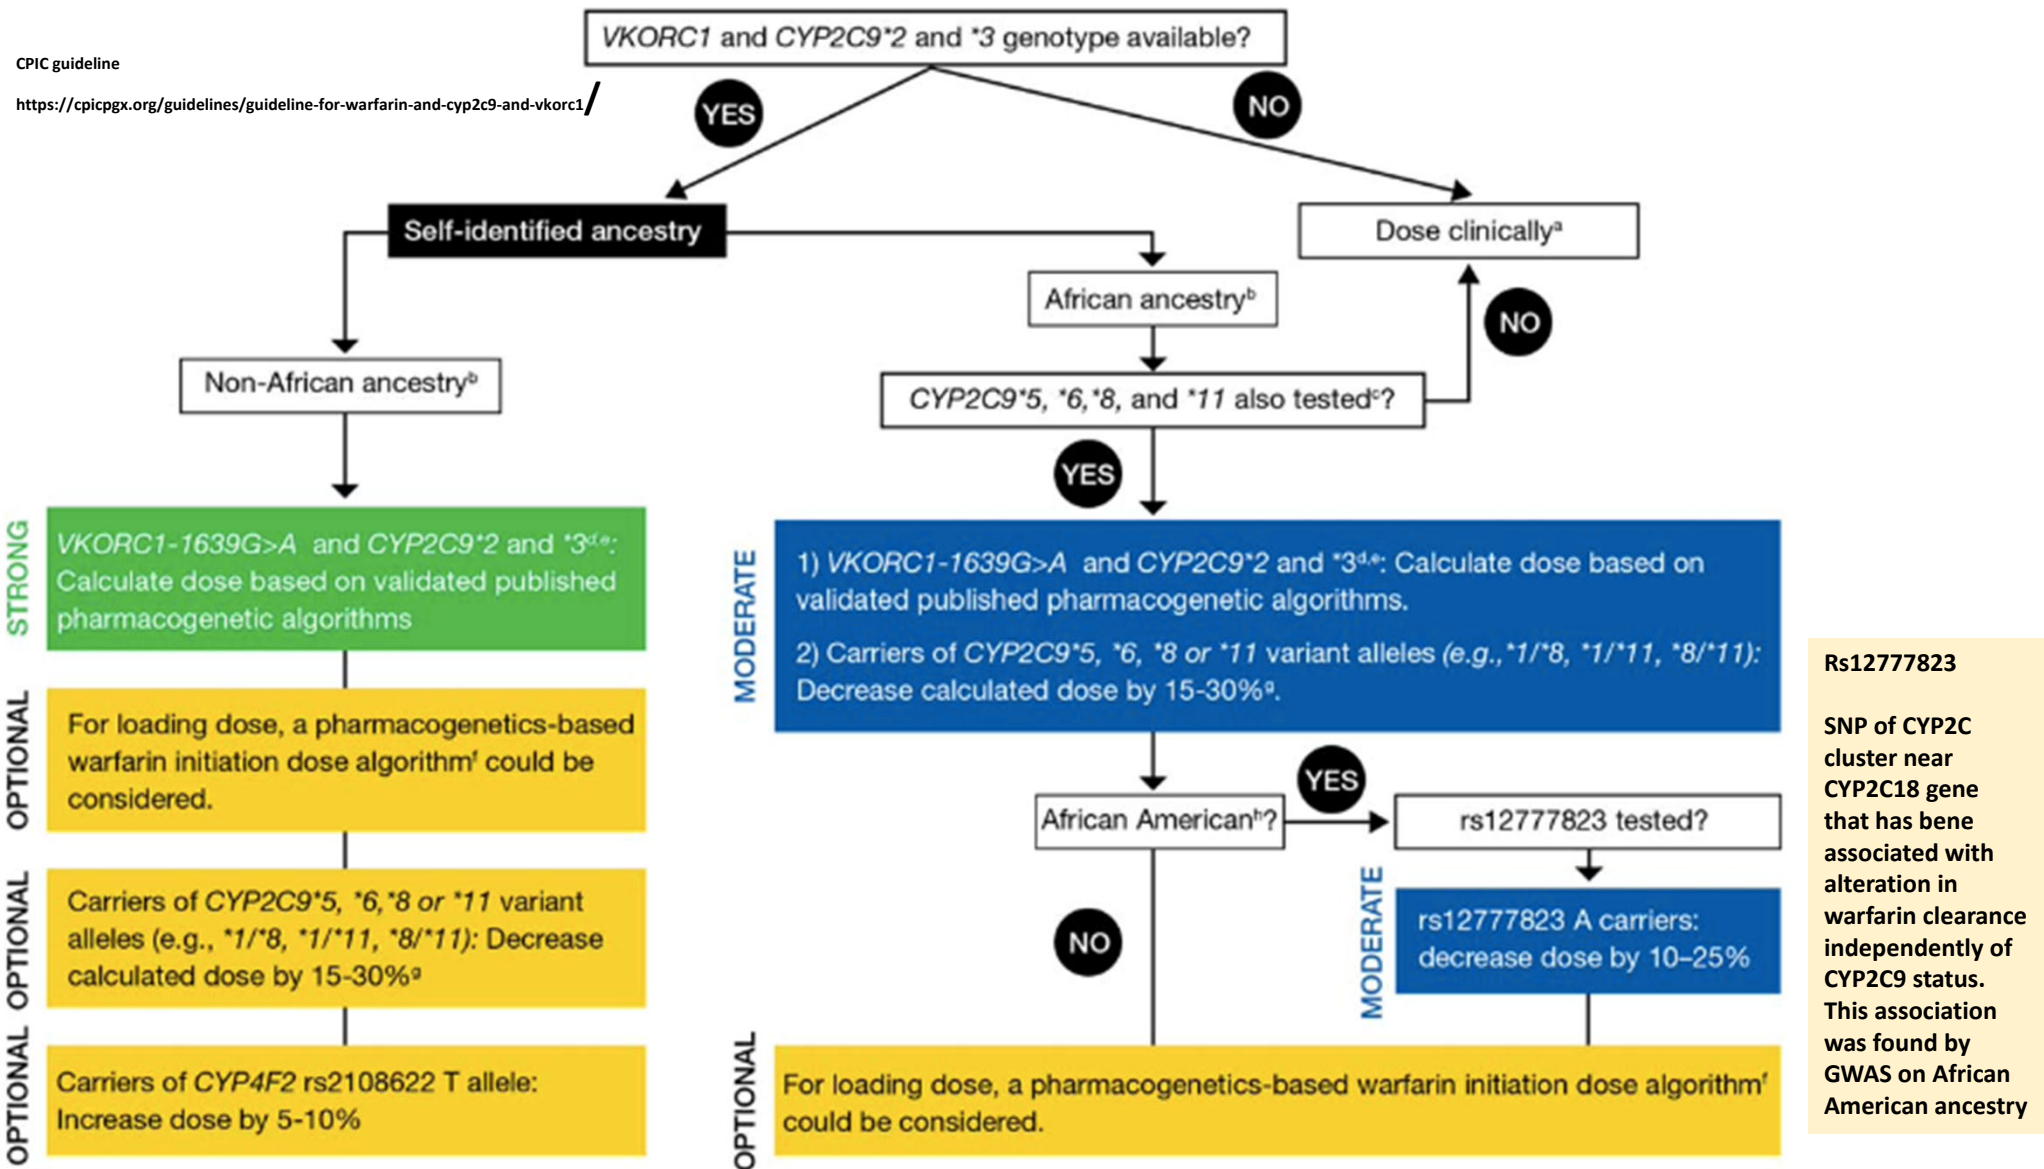 VKORC1 and CYP2C9*2 and *3 genotype available?
CPIC guideline
https://cpicpgx.org/guidelines/guideline-for-warfarin-and-cyp2c9-and-vkorc1/
YES
NO
Self-identified ancestry
Dose clinicallyᵃ
African ancestryᵇ
NO
Non-African ancestryᵇ
CYP2C9*5, *6,*8, and *11 also testedᶜ?
YES
STRONG
VKORC1-1639G>A and CYP2C9*2 and *3ᵈ,ᵉ:
Calculate dose based on validated published
pharmacogenetic algorithms
MODERATE
1) VKORC1-1639G>A and CYP2C9*2 and *3ᵈ,ᵉ: Calculate dose based on
validated published pharmacogenetic algorithms.
2) Carriers of CYP2C9*5, *6, *8 or *11 variant alleles (e.g.,*1/*8, *1/*11, *8/*11):
Decrease calculated dose by 15-30%ᵍ.
OPTIONAL
For loading dose, a pharmacogenetics-based
warfarin initiation dose algorithmᶠ could be
considered.
African Americanʰ?
YES
rs12777823 tested?
OPTIONAL
Carriers of CYP2C9*5, *6,*8 or *11 variant
alleles (e.g., *1/*8, *1/*11, *8/*11): Decrease
calculated dose by 15-30%ᵍ
NO
MODERATE
rs12777823 A carriers:
decrease dose by 10–25%
OPTIONAL
Carriers of CYP4F2 rs2108622 T allele:
Increase dose by 5-10%
OPTIONAL
For loading dose, a pharmacogenetics-based warfarin initiation dose algorithmᶠ
could be considered.
Rs12777823
SNP of CYP2C
cluster near
CYP2C18 gene
that has bene
associated with
alteration in
warfarin clearance
independently of
CYP2C9 status.
This association
was found by
GWAS on African
American ancestry